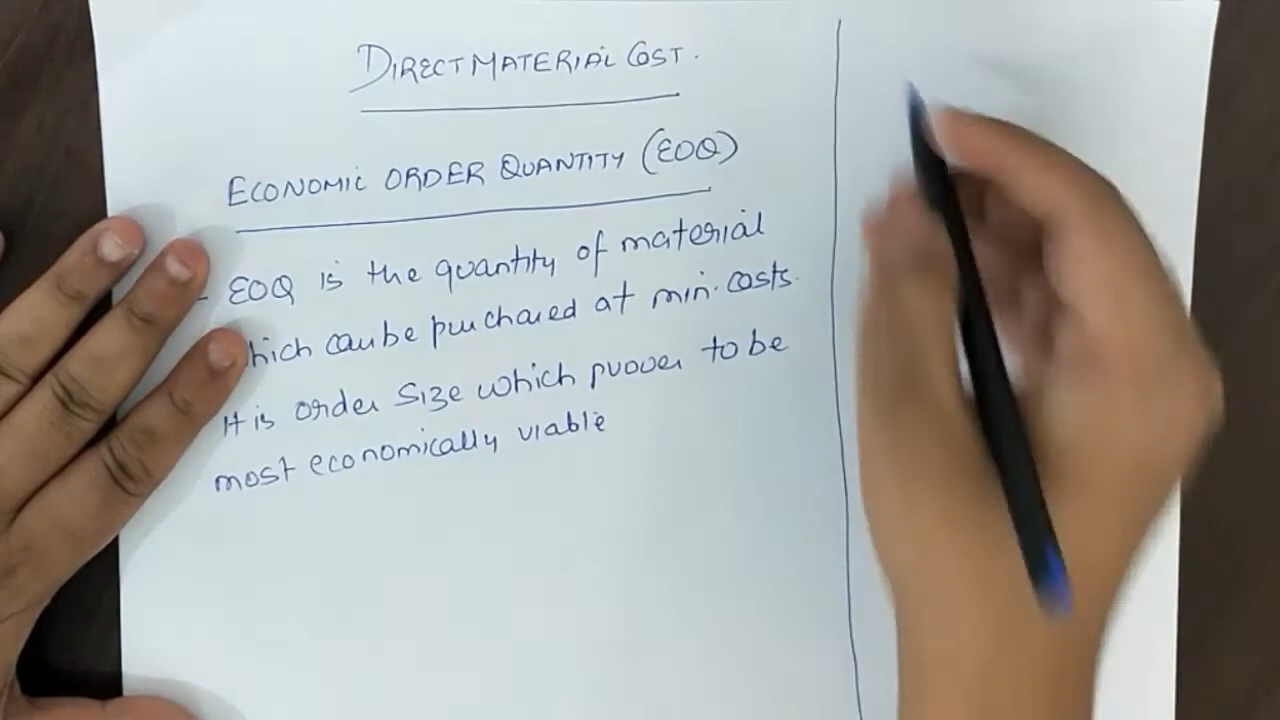 DIRECT MATERIAL COST.
ECONOMIC ORDER QUANTITY (EOQ)
- EOQ is the quantity of material
hich can be purchased at min. costs.
It is order size which proves to be
most economically viable